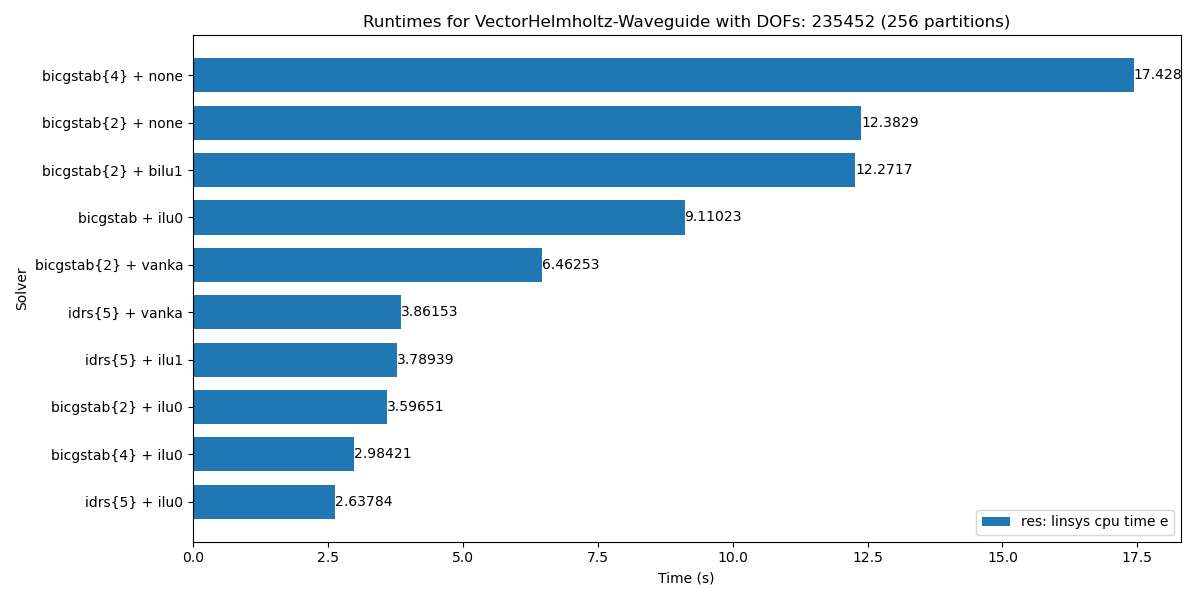 Runtimes for VectorHelmholtz-Waveguide with DOFs: 235452 (256 partitions)
Solver
bicgstab{4} + none
17.428
bicgstab{2} + none
12.3829
bicgstab{2} + bilu1
12.2717
bicgstab + ilu0
9.11023
bicgstab{2} + vanka
6.46253
idrs{5} + vanka
3.86153
idrs{5} + ilu1
3.78939
bicgstab{2} + ilu0
3.59651
bicgstab{4} + ilu0
2.98421
idrs{5} + ilu0
2.63784
res: linsys cpu time e
0.0 2.5 5.0 7.5 10.0 12.5 15.0 17.5
Time (s)